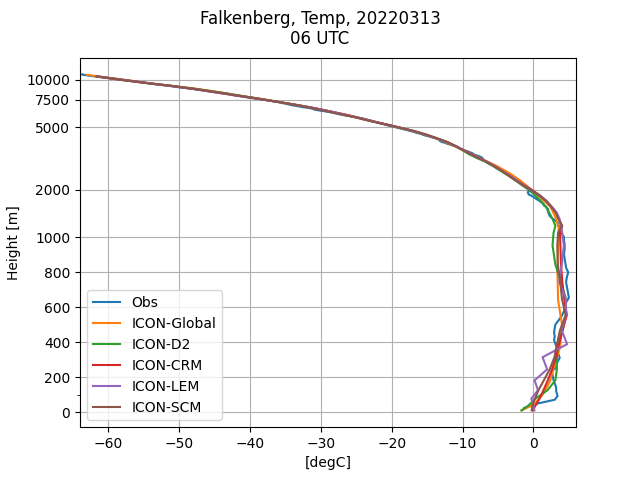 Falkenberg, Temp, 20220313
06 UTC
10000
7500
5000
2000
1000
800
600
400
200
0
Height [m]
Obs
ICON-Global
ICON-D2
ICON-CRM
ICON-LEM
ICON-SCM
−60
−50
−40
−30
−20
−10
0
[degC]